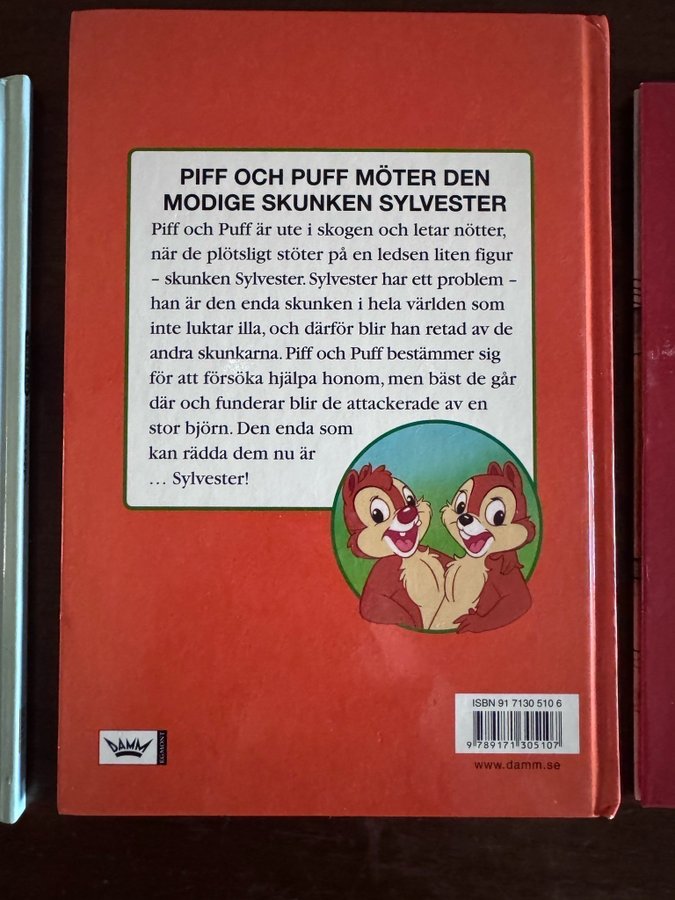 PIFF OCH PUFF MÖTER DEN
MODIGE SKUNKEN SYLVESTER
Piff och Puff är ute i skogen och letar nötter,
när de plötsligt stöter på en ledsen liten figur
– skunken Sylvester. Sylvester har ett problem –
han är den enda skunken i hela världen som
inte luktar illa, och därför blir han retad av de
andra skunkarna. Piff och Puff bestämmer sig
för att försöka hjälpa honom, men bäst de går
där och funderar blir de attackerade av en
stor björn. Den enda som
kan rädda dem nu är
… Sylvester!
ISBN 91 7130 510 6
9 789171 305107
www.damm.se
DAMM
EGMONT